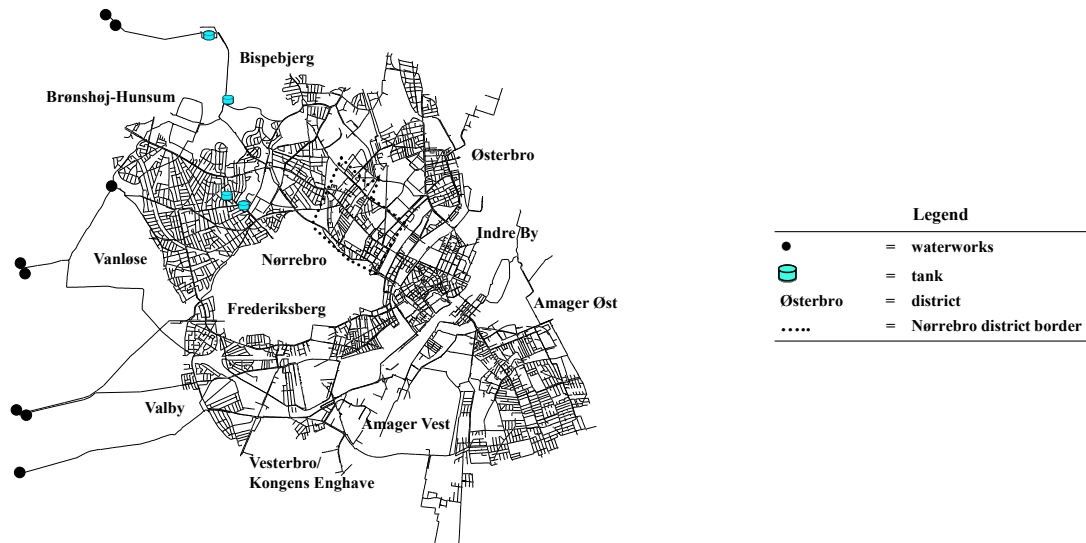 Bispebjerg
Brønshøj-Hunsum
Østerbro
Indre By
Vanløse
Nørrebro
Frederiksberg
Amager Øst
Valby
Amager Vest
Vesterbro/
Kongens Enghave
Legend
= waterworks
= tank
Østerbro = district
..... = Nørrebro district border